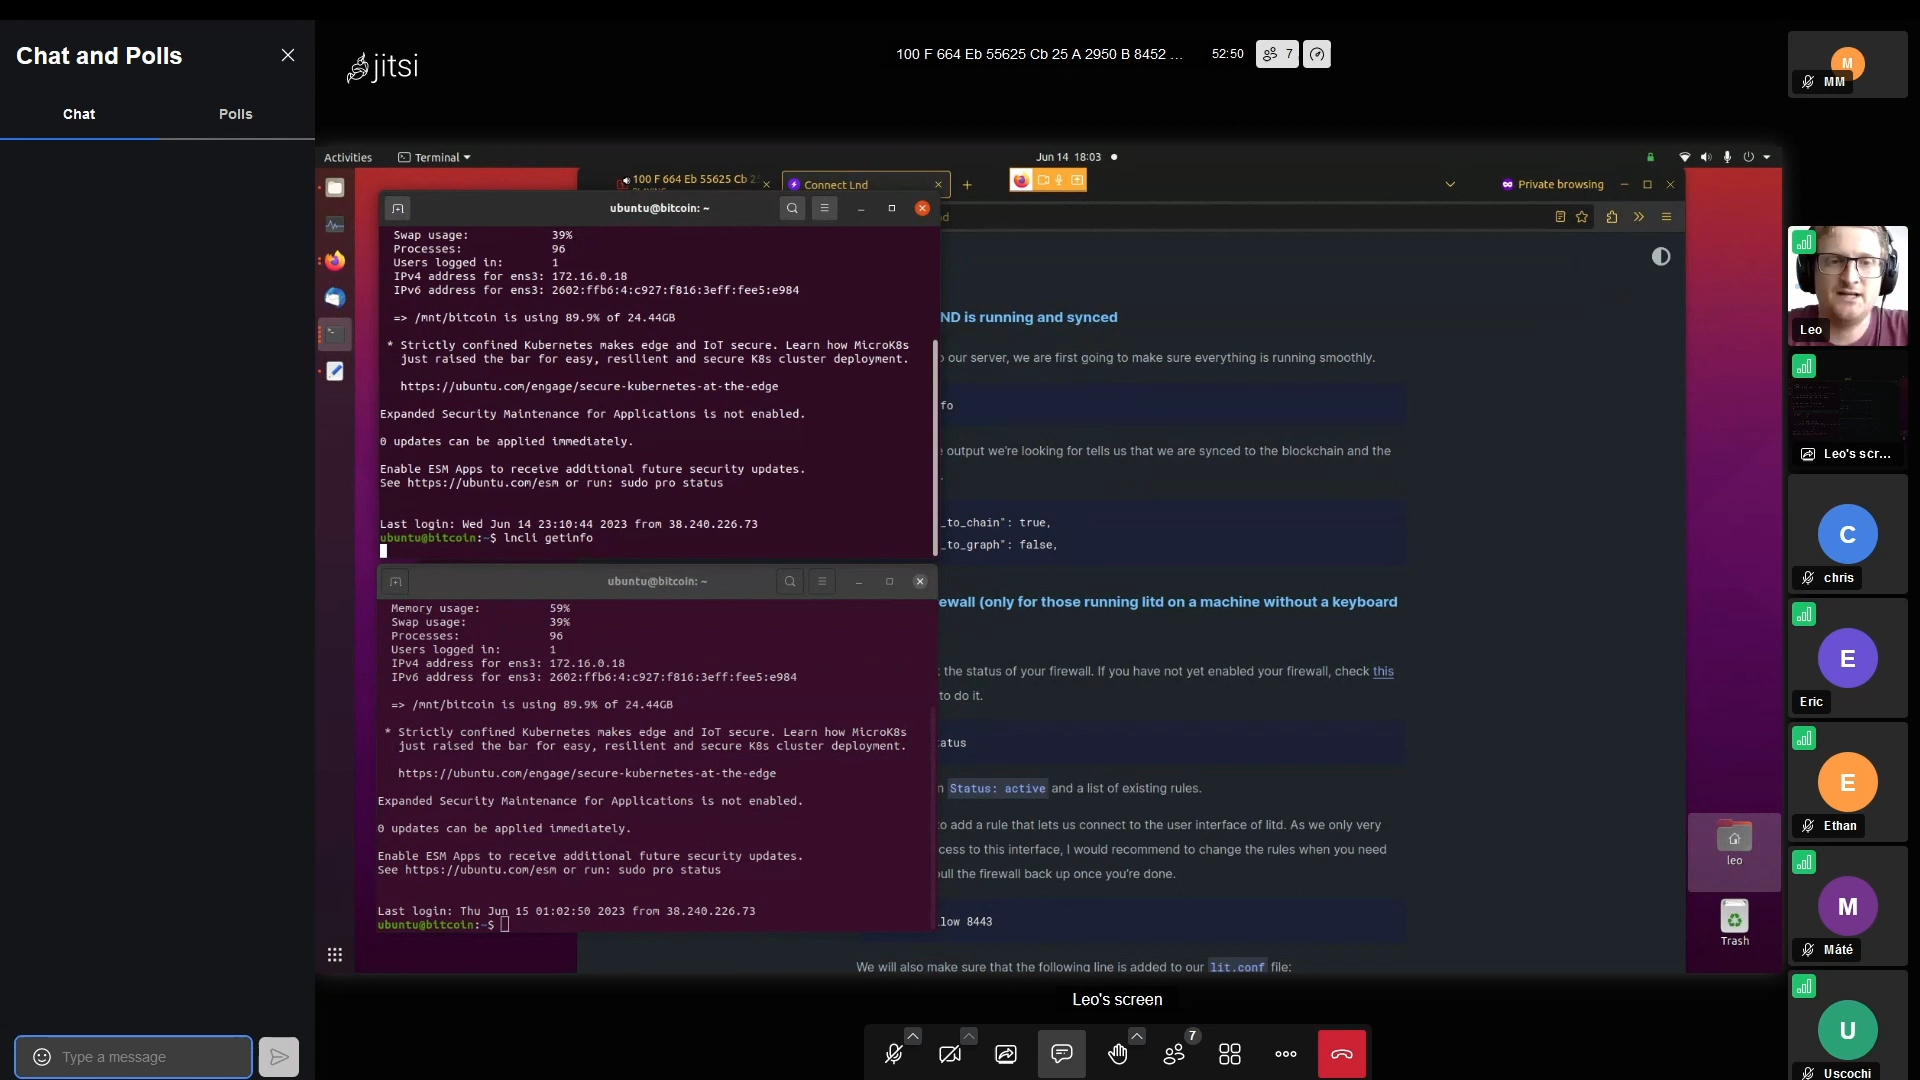 Chat and Polls
Chat
Polls
Type a message
jitsi
100 F 664 Eb 55625 Cb 25 A 2950 B 8452 ...
52:50
7
Activities
Terminal
Jun 14 18:03
100 F 664 Eb 55625 Cb 2
Connect Lnd
Private browsing
ubuntu@bitcoin: ~
Swap usage: 39%
Processes: 96
Users logged in: 1
IPv4 address for ens3: 172.16.0.18
IPv6 address for ens3: 2602:ffb6:4:c927:f816:3eff:fee5:e984
=> /mnt/bitcoin is using 89.9% of 24.44GB
* Strictly confined Kubernetes makes edge and IoT secure. Learn how MicroK8s
just raised the bar for easy, resilient and secure K8s cluster deployment.
https://ubuntu.com/engage/secure-kubernetes-at-the-edge
Expanded Security Maintenance for Applications is not enabled.
0 updates can be applied immediately.
Enable ESM Apps to receive additional future security updates.
See https://ubuntu.com/esm or run: sudo pro status
Last login: Wed Jun 14 23:10:44 2023 from 38.240.226.73
ubuntu@bitcoin:~$ lncli getinfo
ubuntu@bitcoin: ~
Memory usage: 59%
Swap usage: 39%
Processes: 96
Users logged in: 1
IPv4 address for ens3: 172.16.0.18
IPv6 address for ens3: 2602:ffb6:4:c927:f816:3eff:fee5:e984
=> /mnt/bitcoin is using 89.9% of 24.44GB
* Strictly confined Kubernetes makes edge and IoT secure. Learn how MicroK8s
just raised the bar for easy, resilient and secure K8s cluster deployment.
https://ubuntu.com/engage/secure-kubernetes-at-the-edge
Expanded Security Maintenance for Applications is not enabled.
0 updates can be applied immediately.
Enable ESM Apps to receive additional future security updates.
See https://ubuntu.com/esm or run: sudo pro status
Last login: Thu Jun 15 01:02:50 2023 from 38.240.226.73
ubuntu@bitcoin:~$
ND is running and synced
our server, we are first going to make sure everything is running smoothly.
fo
output we're looking for tells us that we are synced to the blockchain and the
.
_to_chain": true,
_to_graph": false,
ewall (only for those running litd on a machine without a keyboard
the status of your firewall. If you have not yet enabled your firewall, check this
to do it.
atus
n Status: active and a list of existing rules.
o add a rule that lets us connect to the user interface of litd. As we only very
cess to this interface, I would recommend to change the rules when you need
ull the firewall back up once you're done.
low 8443
We will also make sure that the following line is added to our lit.conf file:
leo
Trash
Leo's screen
7
M
MM
Leo
Leo's scr...
C
chris
E
Eric
E
Ethan
M
Máté
U
Uscochi